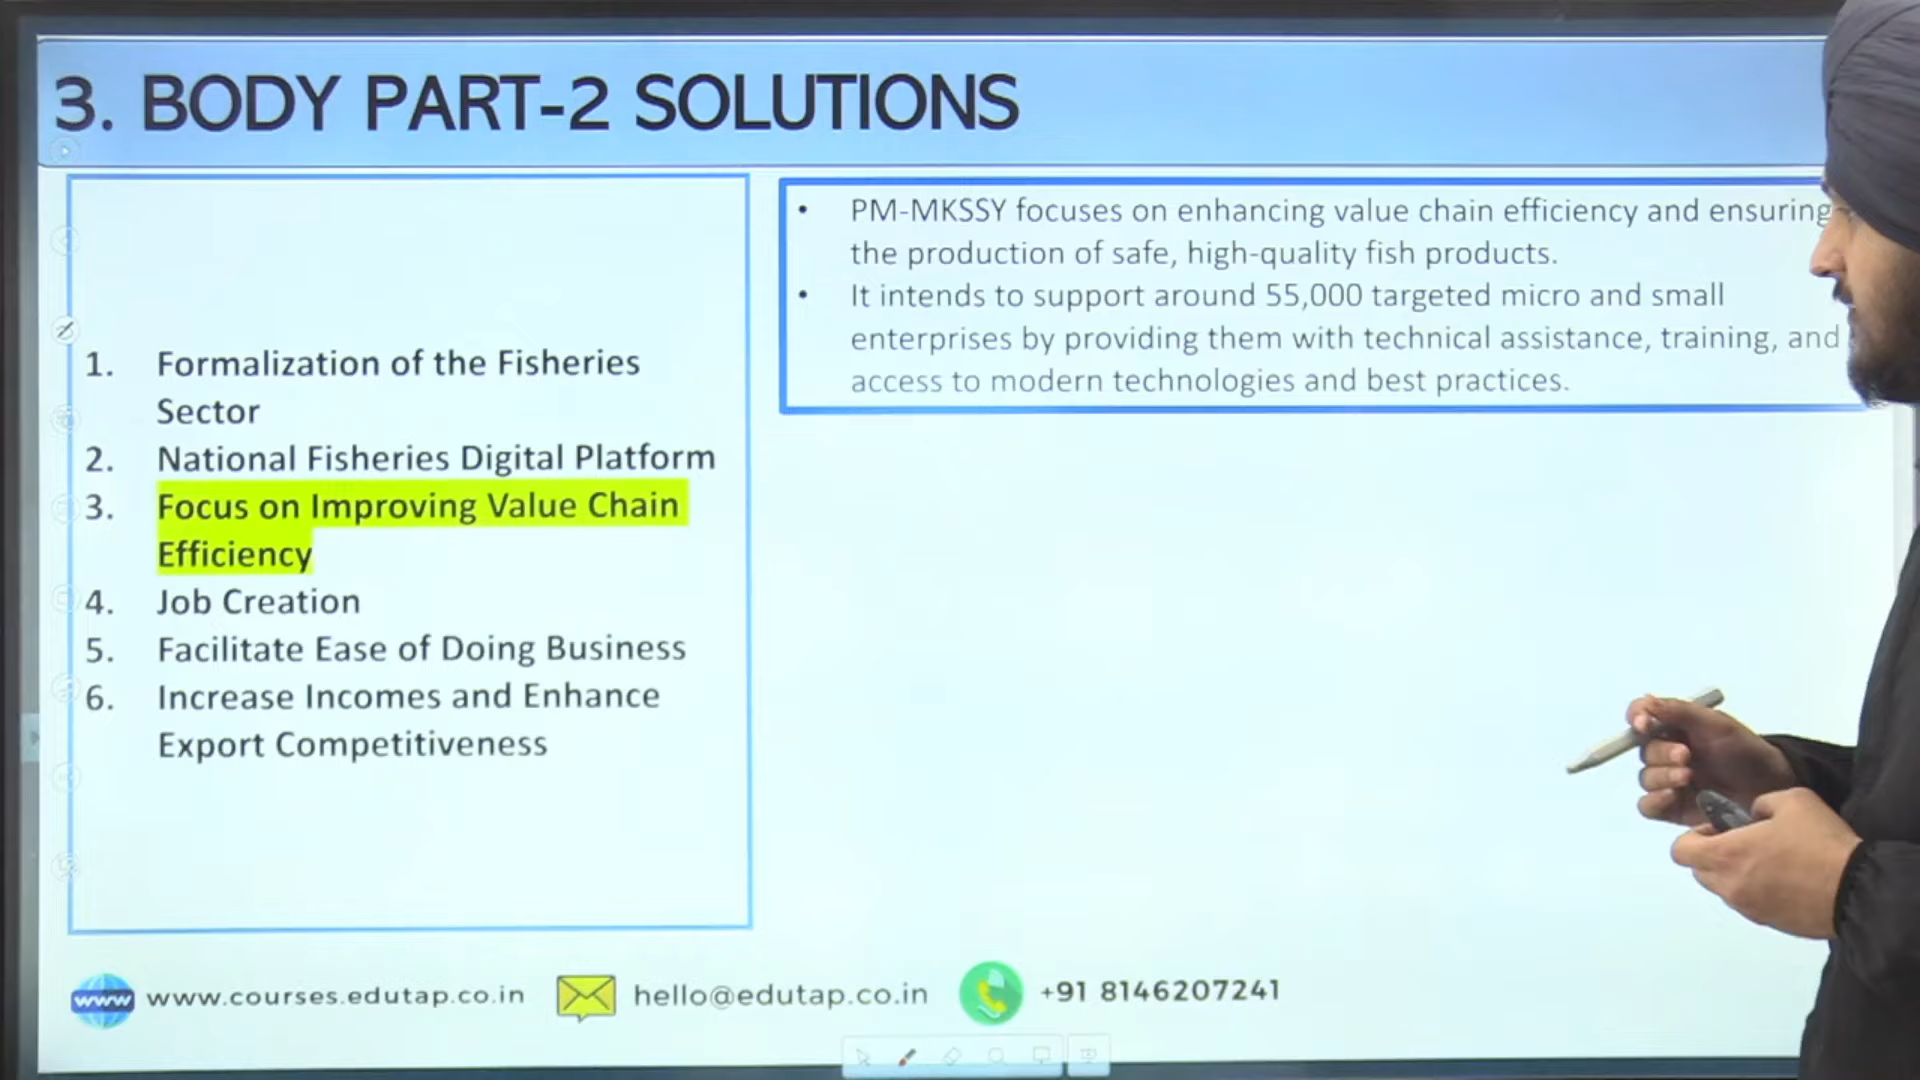 3. BODY PART-2 SOLUTIONS
1. Formalization of the Fisheries
Sector
2. National Fisheries Digital Platform
3. Focus on Improving Value Chain
Efficiency
4. Job Creation
5. Facilitate Ease of Doing Business
6. Increase Incomes and Enhance
Export Competitiveness
• PM-MKSSY focuses on enhancing value chain efficiency and ensuring
the production of safe, high-quality fish products.
• It intends to support around 55,000 targeted micro and small
enterprises by providing them with technical assistance, training, and
access to modern technologies and best practices.
www www.courses.edutap.co.in
hello@edutap.co.in
+91 8146207241